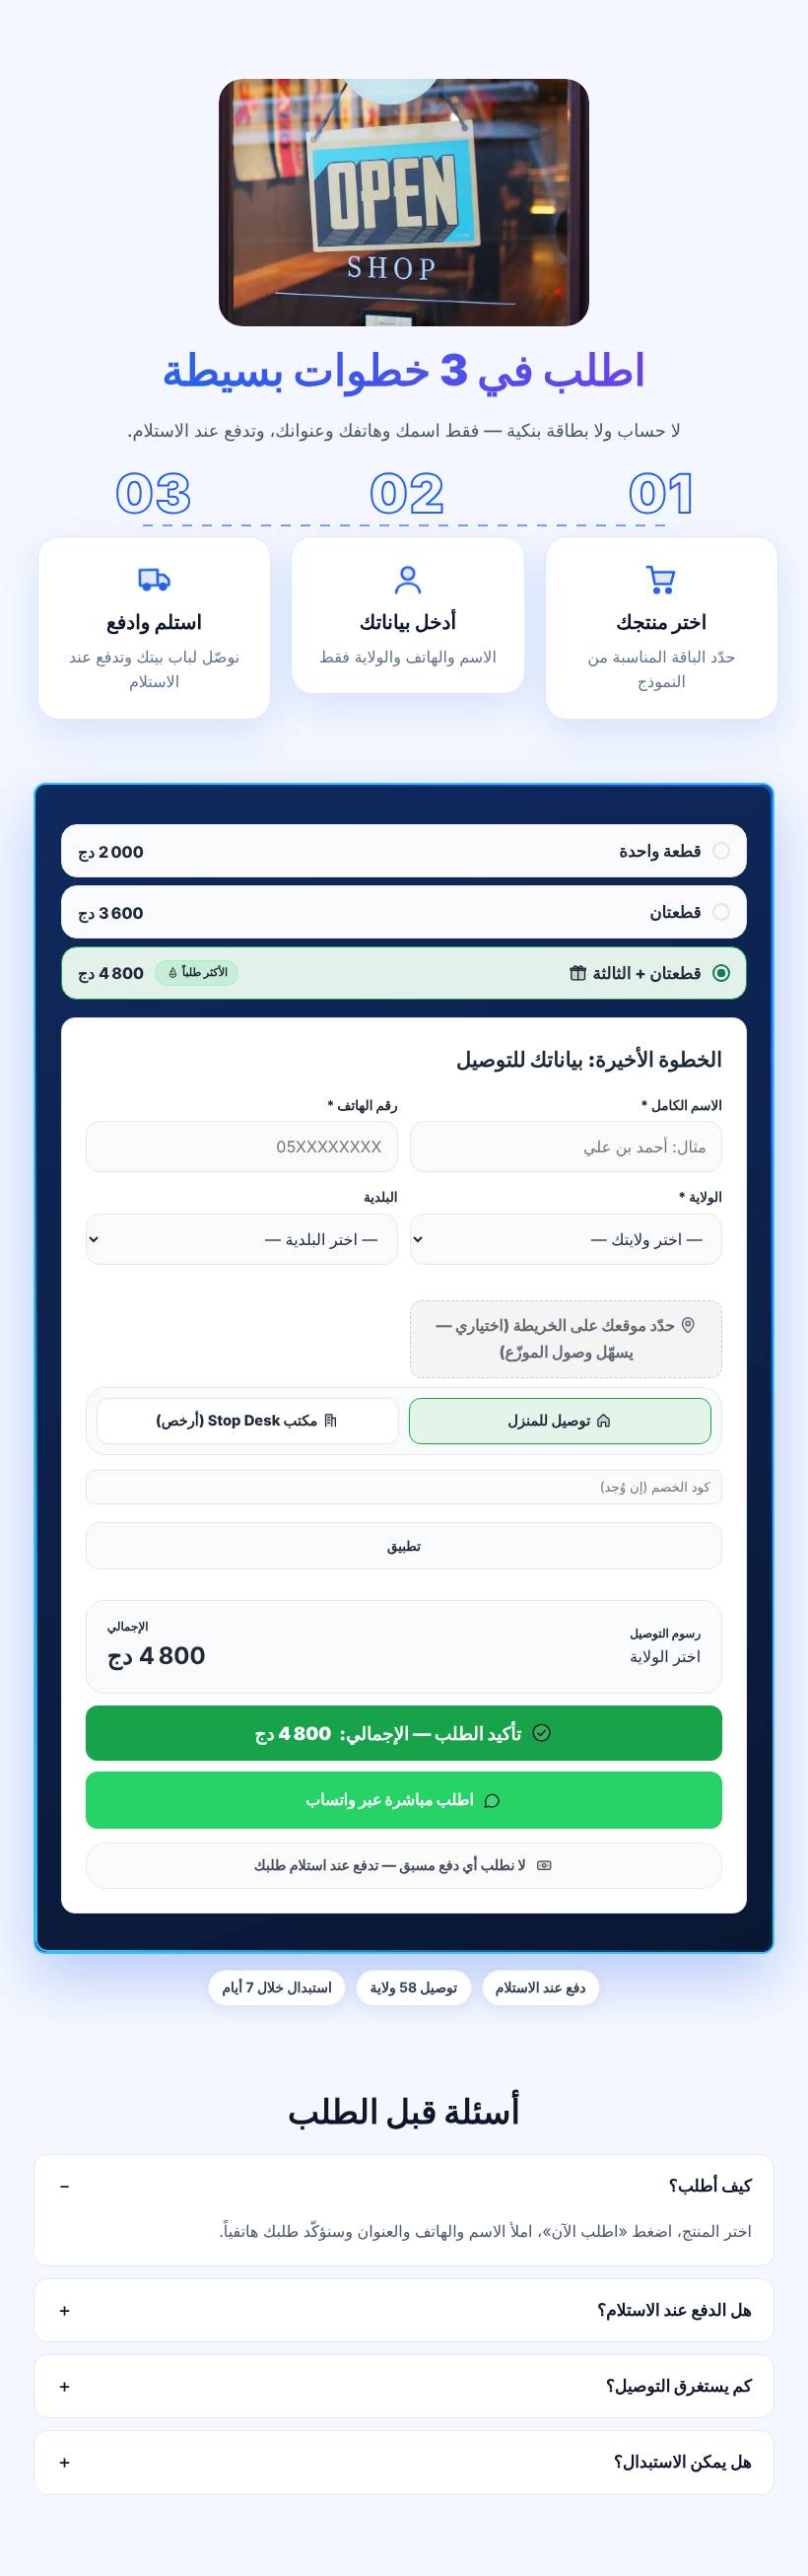 OPEN
SHOP
اطلب في 3 خطوات بسيطة
لا حساب ولا بطاقة بنكية — فقط اسمك وهاتفك وعنوانك، وتدفع عند الاستلام.
01
02
03
اختر منتجك
حدّد الباقة المناسبة من
النموذج
أدخل بياناتك
الاسم والهاتف والولاية فقط
استلم وادفع
نوصّل لباب بيتك وتدفع عند
الاستلام
قطعة واحدة 2 000 دج
قطعتان 3 600 دج
قطعتان + الثالثة الأكثر طلباً 4 800 دج
الخطوة الأخيرة: بياناتك للتوصيل
الاسم الكامل * رقم الهاتف *
مثال: أحمد بن علي 05XXXXXXXX
الولاية * البلدية
— اختر ولايتك — — اختر البلدية —
حدّد موقعك على الخريطة (اختياري —
يسهّل وصول الموزّع)
توصيل للمنزل مكتب Stop Desk (أرخص)
كود الخصم (إن وُجد)
تطبيق
رسوم التوصيل الإجمالي
اختر الولاية 4 800 دج
تأكيد الطلب — الإجمالي: 4 800 دج
اطلب مباشرة عبر واتساب
لا نطلب أي دفع مسبق — تدفع عند استلام طلبك
دفع عند الاستلام توصيل 58 ولاية استبدال خلال 7 أيام
أسئلة قبل الطلب
كيف أطلب؟ −
اختر المنتج، اضغط «اطلب الآن»، املأ الاسم والهاتف والعنوان وسنؤكّد طلبك هاتفياً.
هل الدفع عند الاستلام؟ +
كم يستغرق التوصيل؟ +
هل يمكن الاستبدال؟ +